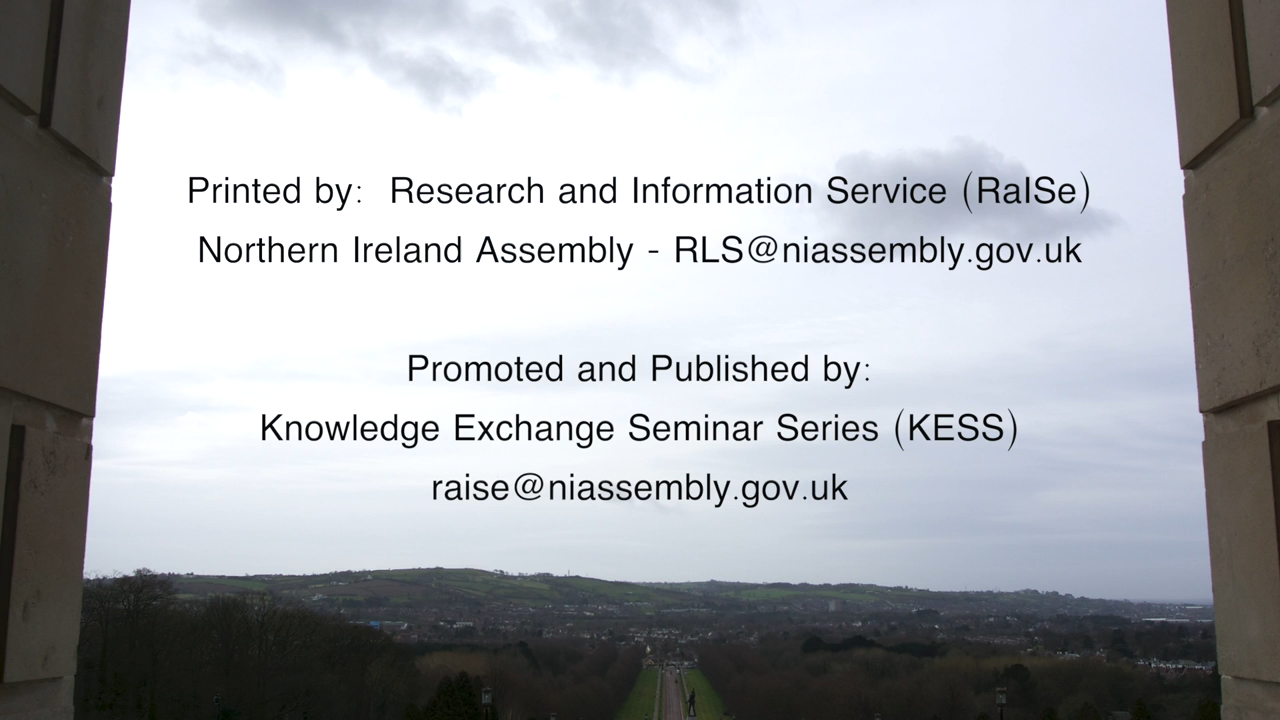 Printed by:  Research and Information Service (RaISe)
Northern Ireland Assembly - RLS@niassembly.gov.uk
Promoted and Published by:
Knowledge Exchange Seminar Series (KESS)
raise@niassembly.gov.uk